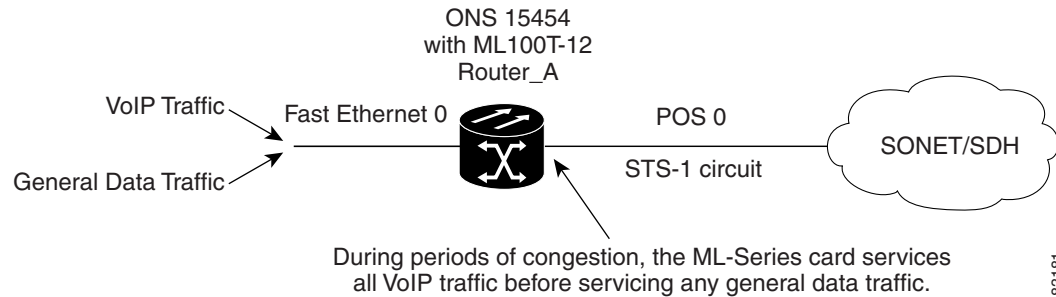 ONS 15454
with ML100T-12
Router_A
VoIP Traffic
General Data Traffic
Fast Ethernet 0
POS 0
STS-1 circuit
SONET/SDH
During periods of congestion, the ML-Series card services
all VoIP traffic before servicing any general data traffic.